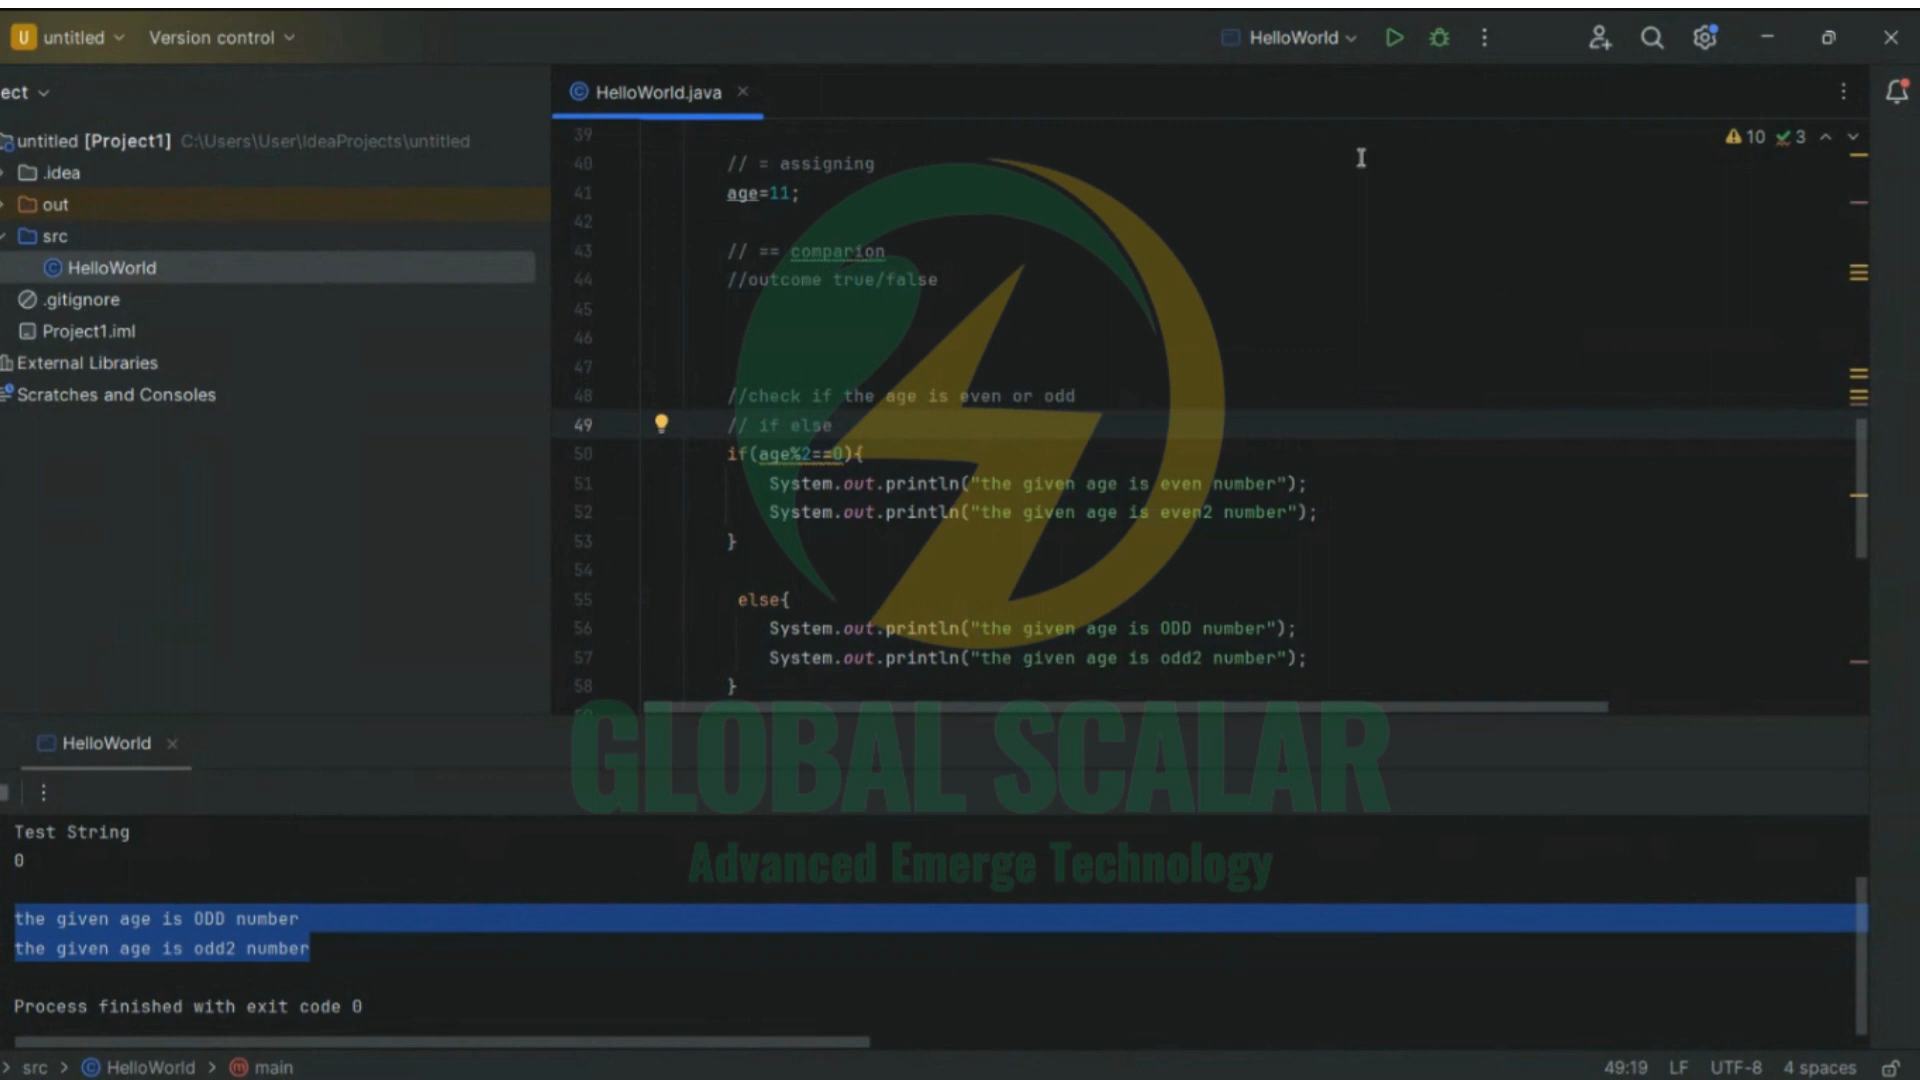 U untitled Version control HelloWorld
ect
HelloWorld.java
untitled [Project1] C:\Users\User\IdeaProjects\untitled
.idea
out
src
HelloWorld
.gitignore
Project1.iml
External Libraries
Scratches and Consoles
10 3
39
40 // = assigning
41 age=11;
42
43 // == comparion
44 //outcome true/false
45
46
47
48 //check if the age is even or odd
49 // if else
50 if(age%2==0){
51 System.out.println("the given age is even number");
52 System.out.println("the given age is even2 number");
53 }
54
55 else{
56 System.out.println("the given age is ODD number");
57 System.out.println("the given age is odd2 number");
58 }
GLOBAL SCALAR
Advanced Emerge Technology
HelloWorld
Test String
0
the given age is ODD number
the given age is odd2 number
Process finished with exit code 0
src > HelloWorld > main
49:19 LF UTF-8 4 spaces